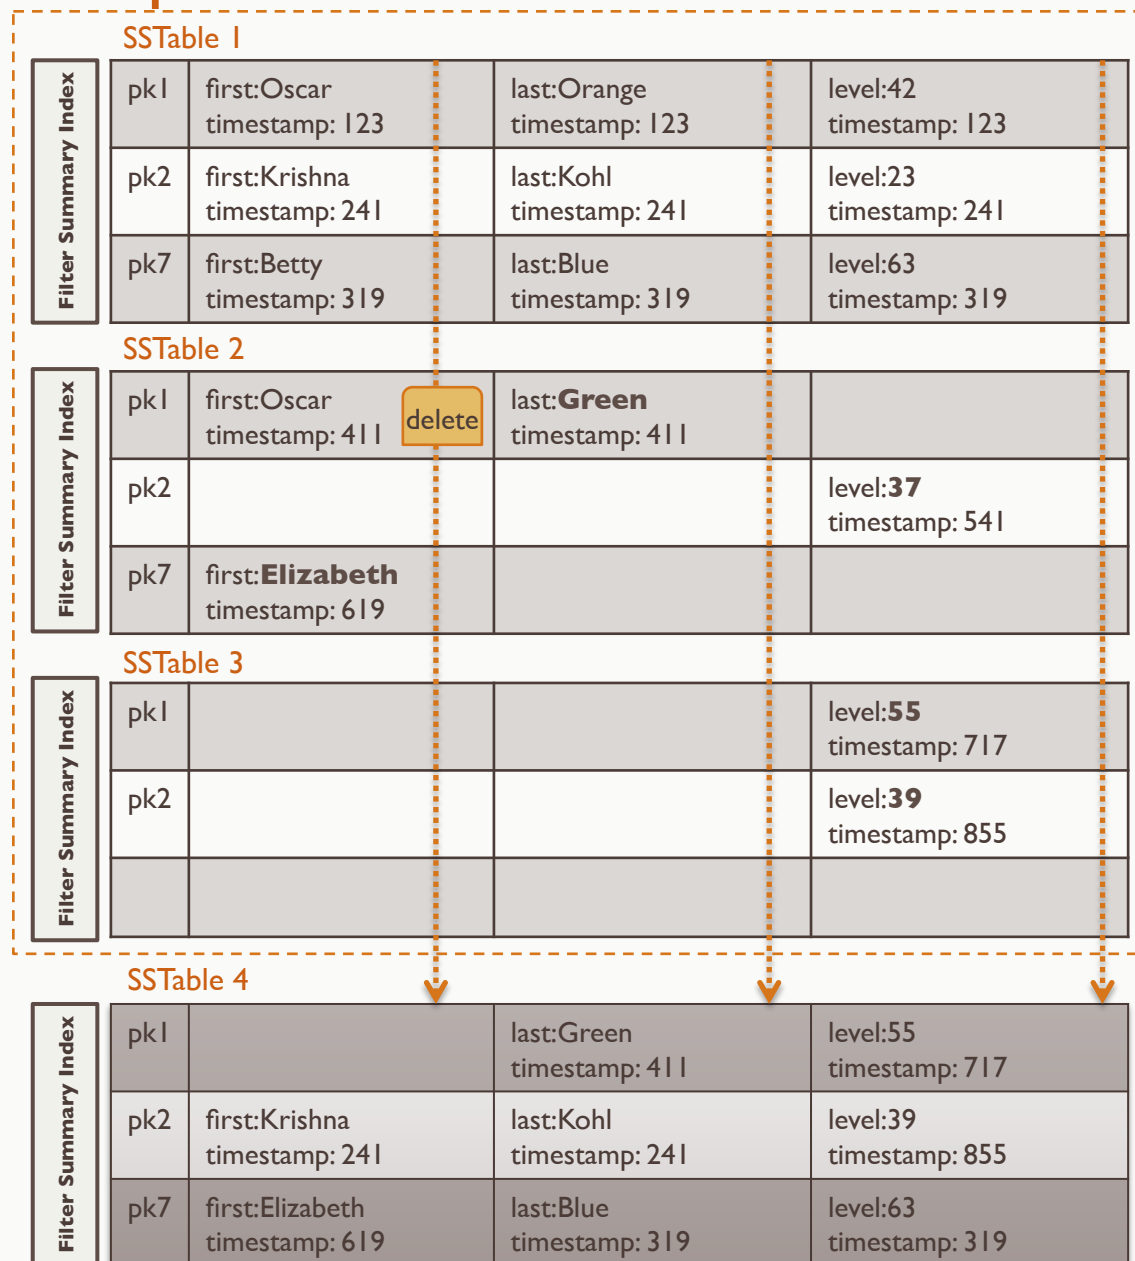 SSTable 1
Filter Summary Index
pk1 first:Oscar last:Orange level:42
timestamp: 123 timestamp: 123 timestamp: 123
pk2 first:Krishna last:Kohl level:23
timestamp: 241 timestamp: 241 timestamp: 241
pk7 first:Betty last:Blue level:63
timestamp: 319 timestamp: 319 timestamp: 319
SSTable 2
Filter Summary Index
pk1 first:Oscar delete last:Green
timestamp: 411 timestamp: 411
pk2 level:37
timestamp: 541
pk7 first:Elizabeth
timestamp: 619
SSTable 3
Filter Summary Index
pk1 level:55
timestamp: 717
pk2 level:39
timestamp: 855
SSTable 4
Filter Summary Index
pk1 last:Green level:55
timestamp: 411 timestamp: 717
pk2 first:Krishna last:Kohl level:39
timestamp: 241 timestamp: 241 timestamp: 855
pk7 first:Elizabeth last:Blue level:63
timestamp: 619 timestamp: 319 timestamp: 319